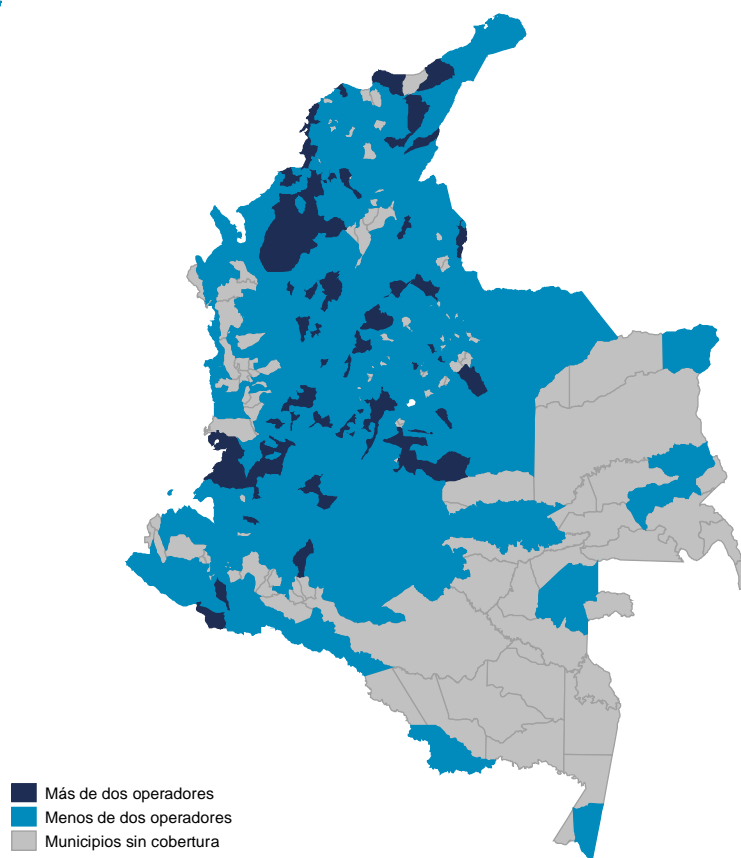 Más de dos operadores
Menos de dos operadores
Municipios sin cobertura